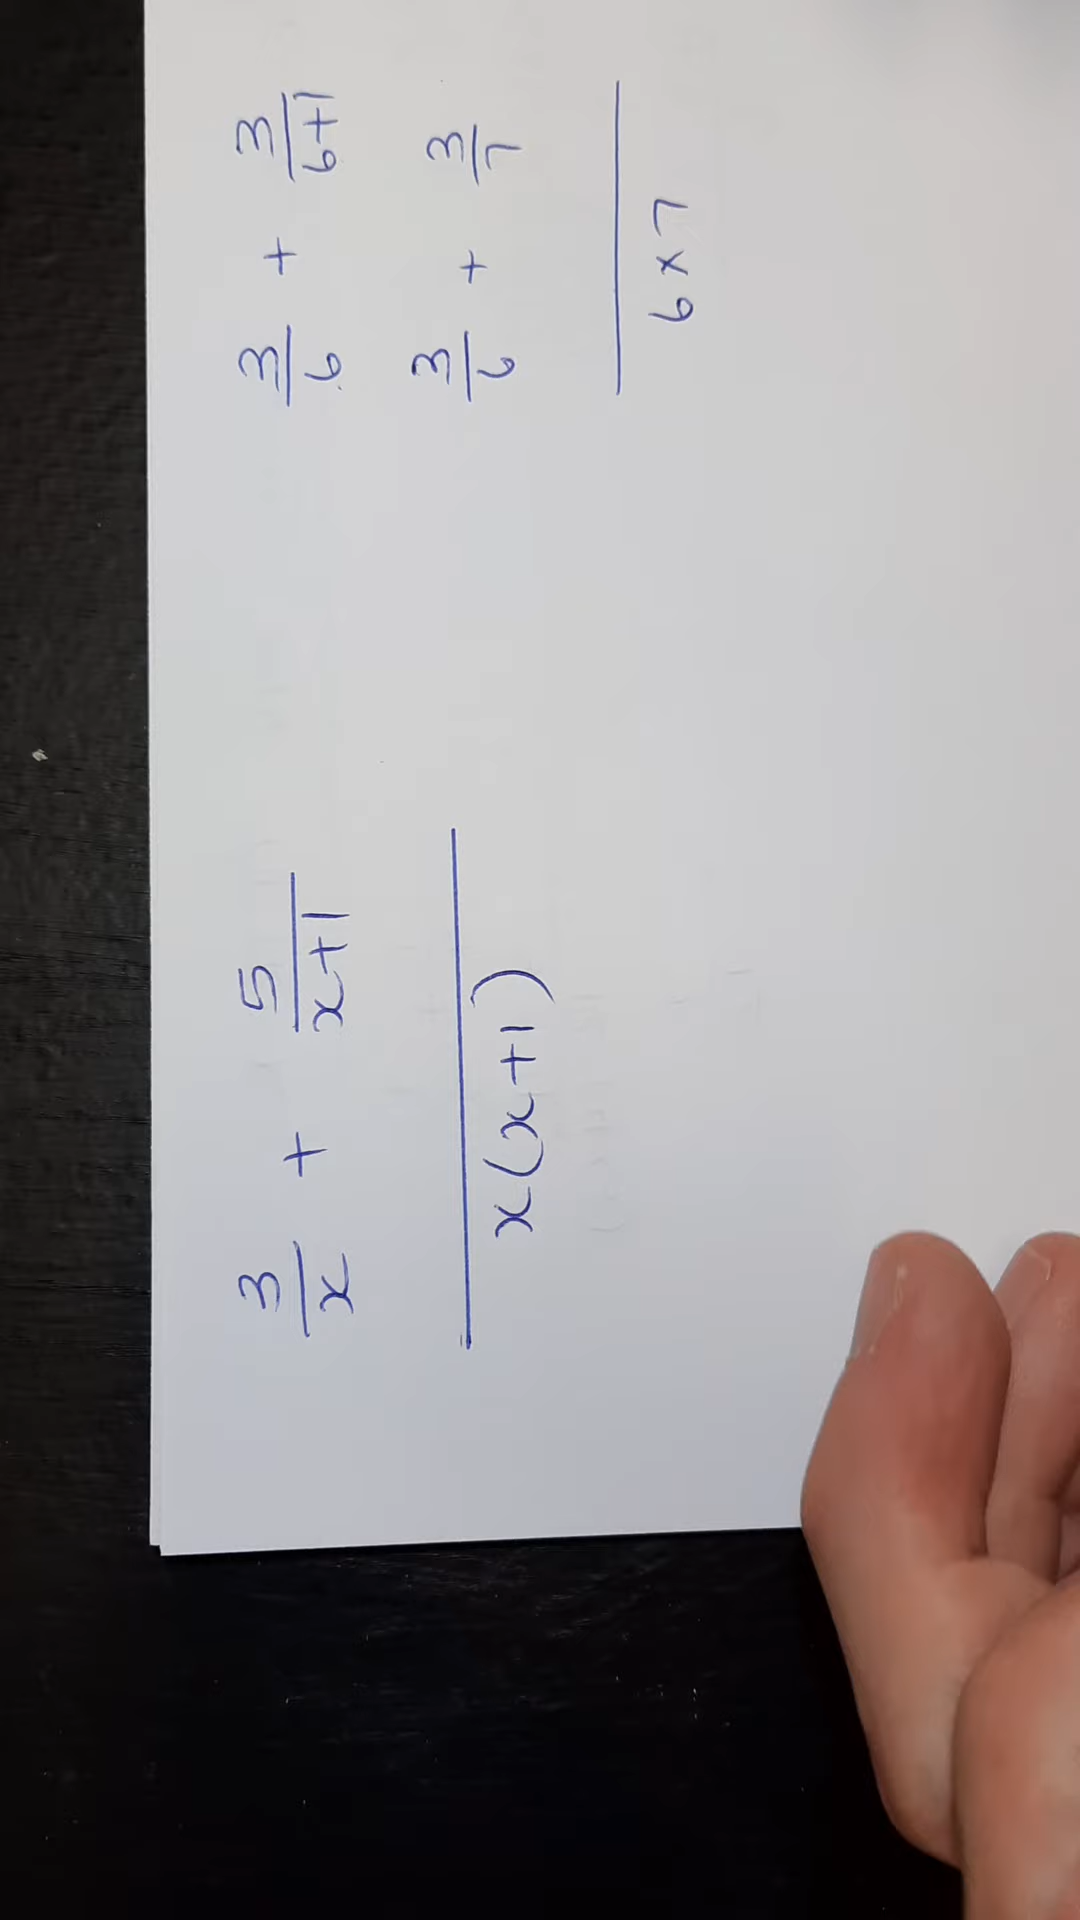 3/x + 5/(x+1)
/x(x+1)
3/6 + 3/(6+1)
3/6 + 3/7
/6×7